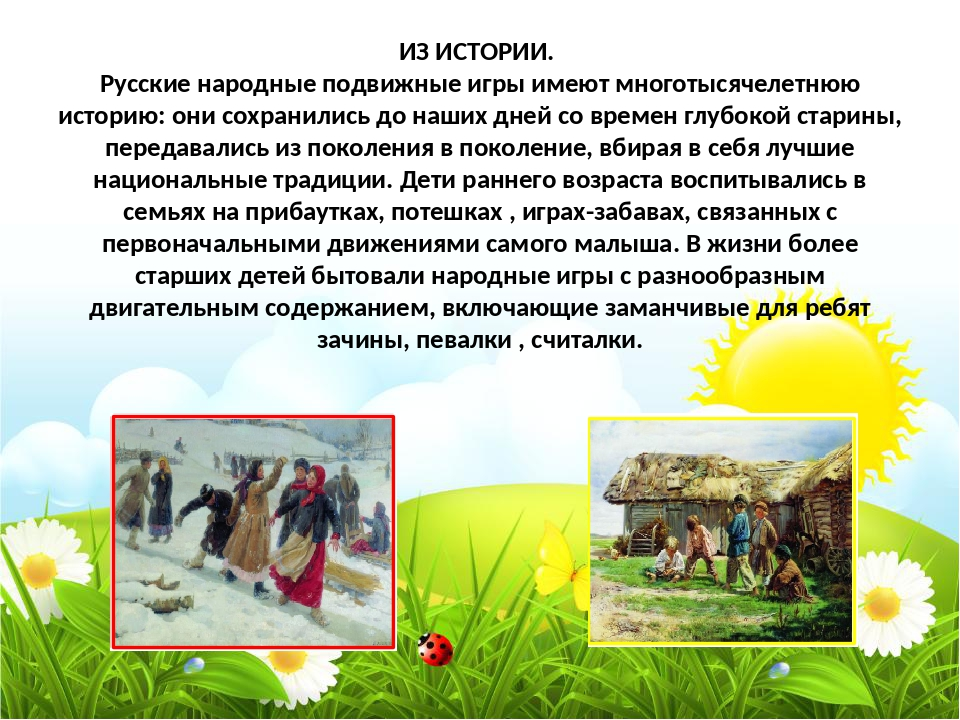 ИЗ ИСТОРИИ.
Русские народные подвижные игры имеют многотысячелетнюю
историю: они сохранились до наших дней со времен глубокой старины,
передавались из поколения в поколение, вбирая в себя лучшие
национальные традиции. Дети раннего возраста воспитывались в
семьях на прибаутках, потешках , играх-забавах, связанных с
первоначальными движениями самого малыша. В жизни более
старших детей бытовали народные игры с разнообразным
двигательным содержанием, включающие заманчивые для ребят
зачины, певалки , считалки.